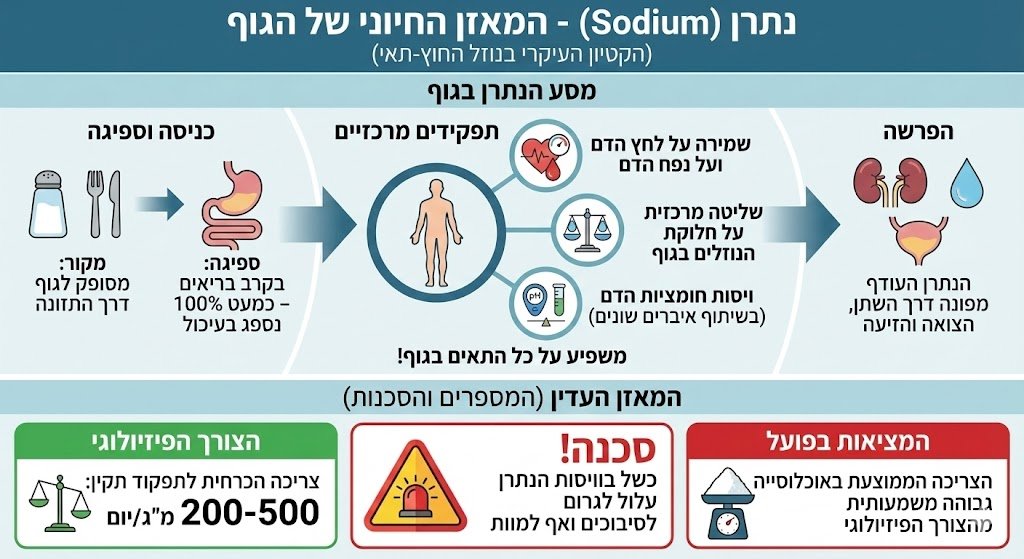 נתרן (Sodium) - המאזן החיוני של הגוף
(הקטיון העיקרי בנוזל החוץ-תאי)
מסע הנתרן בגוף
כניסה וספיגה
מקור:
מסופק לגוף
דרך התזונה
ספיגה:
בקרב בריאים
– כמעט 100%
נספג בעיכול
תפקידים מרכזיים
שמירה על לחץ הדם
ועל נפח הדם
שליטה מרכזית
על חלוקת
הנוזלים בגוף
pH
ויסות חומציות הדם
(בשיתוף איברים שונים)
משפיע על כל התאים בגוף!
הפרשה
הנתרן העודף
מפונה דרך השתן,
הצואה והזיעה
המאזן העדין (המספרים והסכנות)
המציאות בפועל
הצריכה הממוצעת באוכלוסייה
גבוהה משמעותית
מהצורך הפיזיולוגי
סכנה!
כשל בוויסות הנתרן
עלול לגרום
לסיבוכים ואף למוות
הצורך הפיזיולוגי
צריכה הכרחית לתפקוד תקין:
200-500 מ"ג/יום